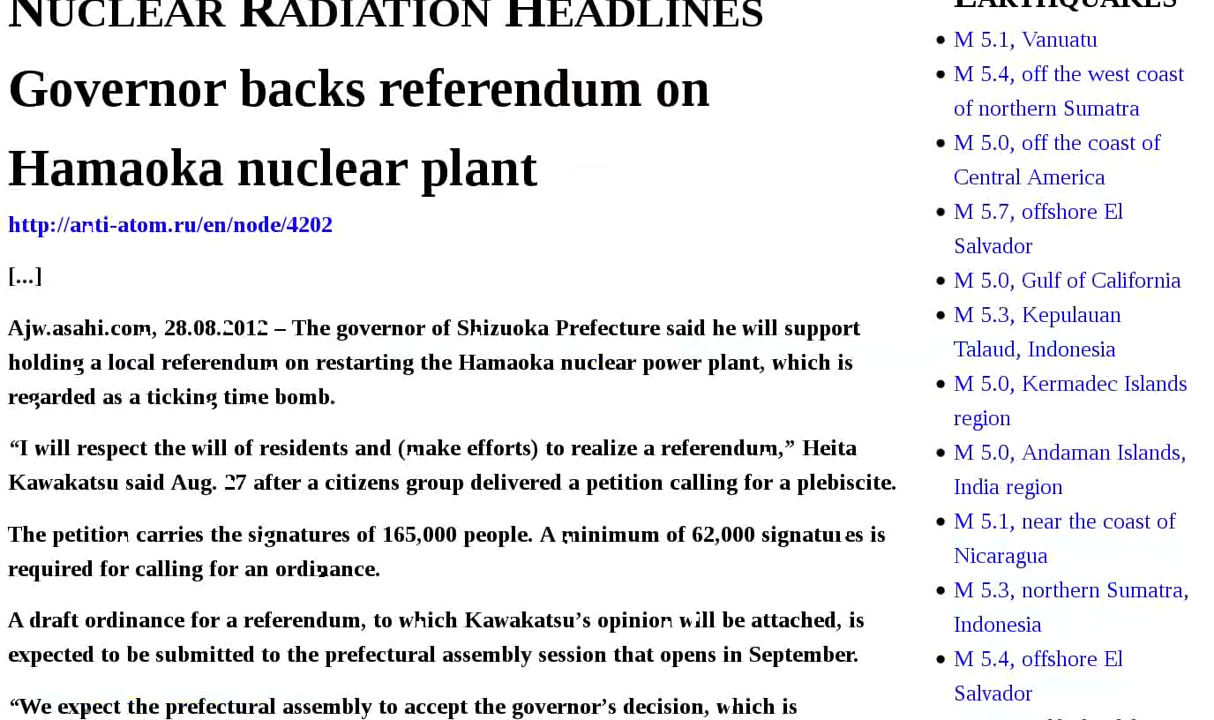 NUCLEAR RADIATION HEADLINES
Governor backs referendum on
Hamaoka nuclear plant
http://anti-atom.ru/en/node/4202
[...]
Ajw.asahi.com, 28.08.2012 – The governor of Shizuoka Prefecture said he will support
holding a local referendum on restarting the Hamaoka nuclear power plant, which is
regarded as a ticking time bomb.
“I will respect the will of residents and (make efforts) to realize a referendum,” Heita
Kawakatsu said Aug. 27 after a citizens group delivered a petition calling for a plebiscite.
The petition carries the signatures of 165,000 people. A minimum of 62,000 signatures is
required for calling for an ordinance.
A draft ordinance for a referendum, to which Kawakatsu’s opinion will be attached, is
expected to be submitted to the prefectural assembly session that opens in September.
“We expect the prefectural assembly to accept the governor’s decision, which is
EARTHQUAKES
M 5.1, Vanuatu
M 5.4, off the west coast
of northern Sumatra
M 5.0, off the coast of
Central America
M 5.7, offshore El
Salvador
M 5.0, Gulf of California
M 5.3, Kepulauan
Talaud, Indonesia
M 5.0, Kermadec Islands
region
M 5.0, Andaman Islands,
India region
M 5.1, near the coast of
Nicaragua
M 5.3, northern Sumatra,
Indonesia
M 5.4, offshore El
Salvador